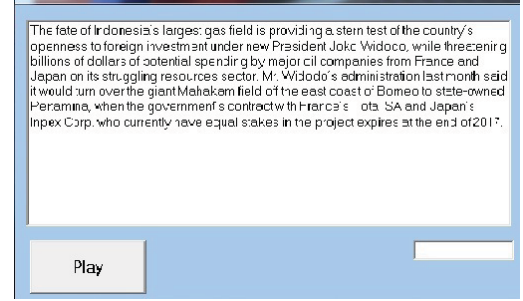 The fate of Indonesia's largest gas field is providing a stern test of the country's
openness to foreign investment under new President Joko Widodo, while threatening
billions of dollars of potential spending by major oil companies from France and
Japan on its struggling resources sector. Mr. Widodo's administration last month said
it would turn over the giant Mahakam field off the east coast of Borneo to state-owned
Pertamina, when the government's contract with France's Total SA and Japan's
Inpex Corp. who currently have equal stakes in the project expires at the end of 2017.
Play